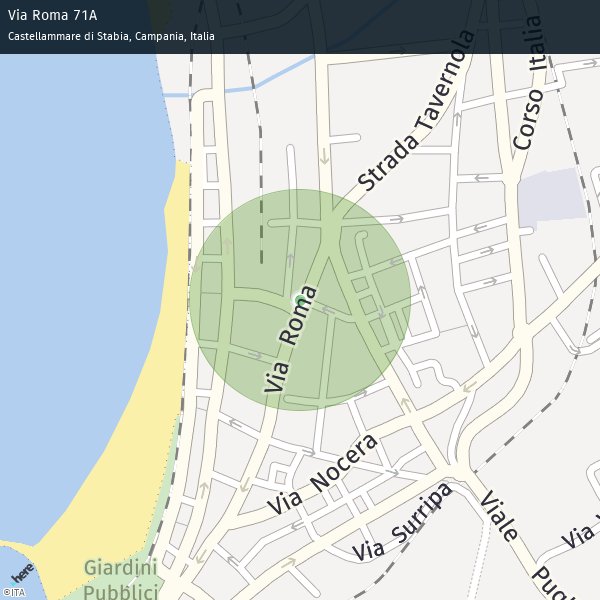 Via Roma 71A
Castellammare di Stabia, Campania, Italia
Strada Tavernola
Corso Italia
Via Roma
Via Nocera
Via Surripa
Viale
Giardini
Pubblici
here
©ITA